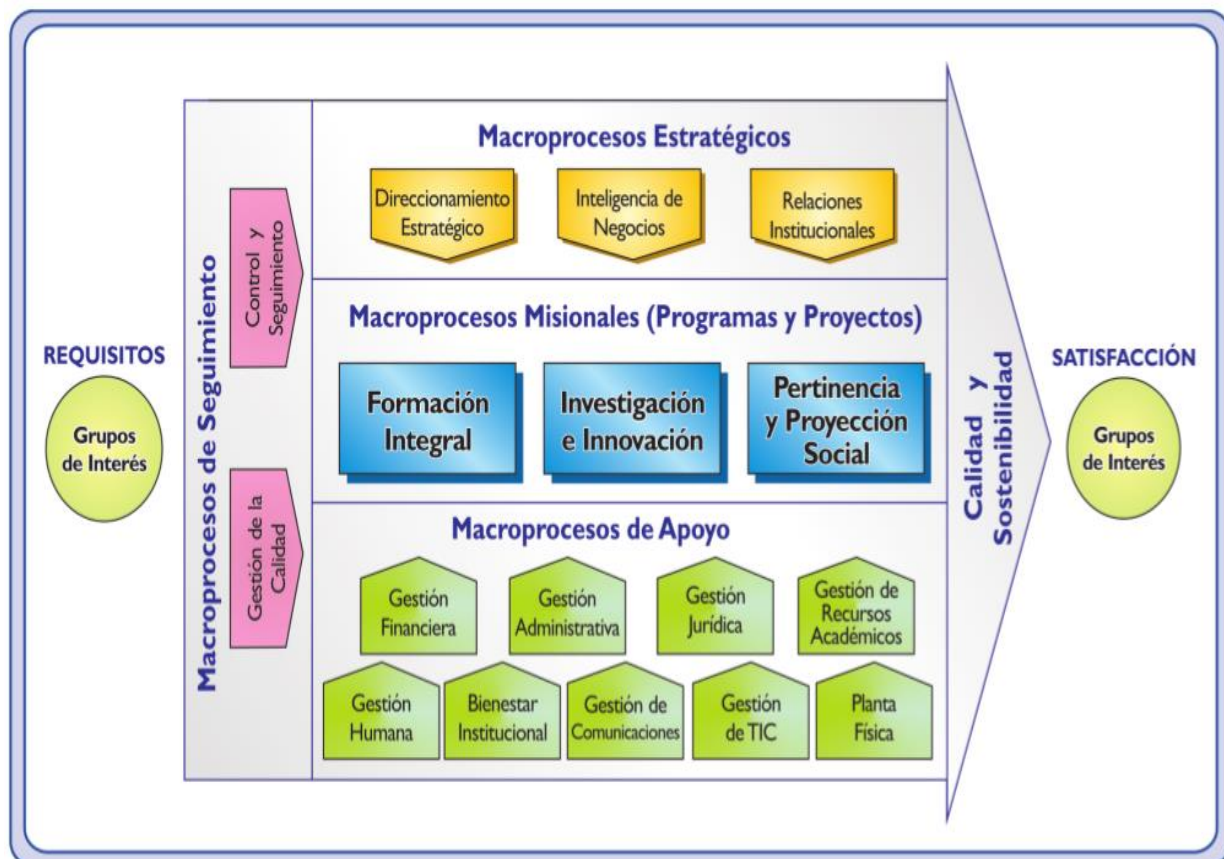 REQUISITOS
Grupos
de Interés
Macroprocesos de Seguimiento
Control y
Seguimiento
Gestión de la
Calidad
Macroprocesos Estratégicos
Direccionamiento
Estratégico
Inteligencia de
Negocios
Relaciones
Institucionales
Macroprocesos Misionales (Programas y Proyectos)
Formación
Integral
Investigación
e Innovación
Pertinencia
y Proyección
Social
Macroprocesos de Apoyo
Gestión
Financiera
Gestión
Administrativa
Gestión
Jurídica
Gestión de
Recursos
Académicos
Gestión
Humana
Bienestar
Institucional
Gestión de
Comunicaciones
Gestión
de TIC
Planta
Física
Calidad y
Sostenibilidad
SATISFACCIÓN
Grupos
de Interés